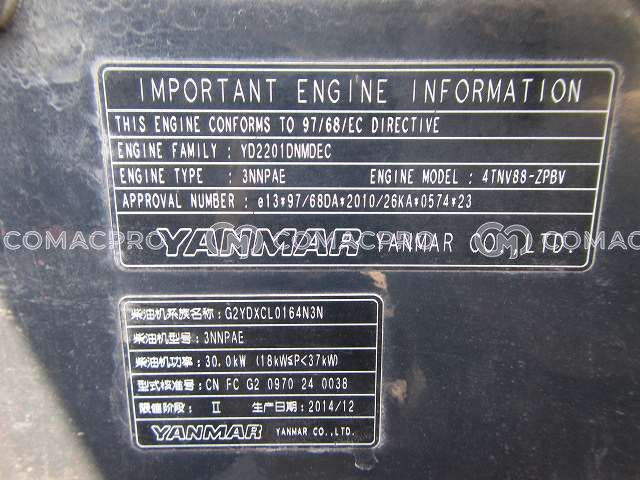 IMPORTANT ENGINE INFORMATION
THIS ENGINE CONFORMS TO 97/68/EC DIRECTIVE
ENGINE FAMILY : YD2201DNMDEC
ENGINE TYPE : 3NNPAE ENGINE MODEL : 4TNV88-ZPBV
APPROVAL NUMBER : e13*97/68DA*2010/26KA*0574*23
COMACPRO COMACPRO COMACPRO COMAC
YANMAR YANMAR CO.,LTD.
柴油机系族名称: G2YDXCL0164N3N
柴油机型号: 3NNPAE
柴油机功率: 30.0kW (18kW≦P<37kW)
型式核准号: CN FC G2 0970 24 0038
限值阶段: Ⅱ 生产日期: 2014/12
YANMAR YANMAR CO.,LTD.